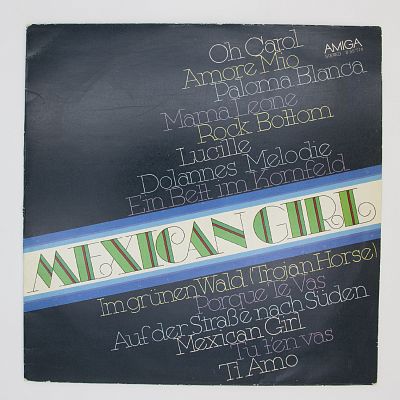 Oh Carol
AMIGA
STEREO
Amore Mio
Paloma Blanca
Mama Leone
Rock Bottom
Lucille
Dolannes Melodie
Ein Bett im Kornfeld
MEXICAN GIRL
Im grünen Wald (Trojan Horse)
Porque Te Vas
Auf der Straße nach Süden
Mexican Girl
Tu t'en vas
Ti Amo